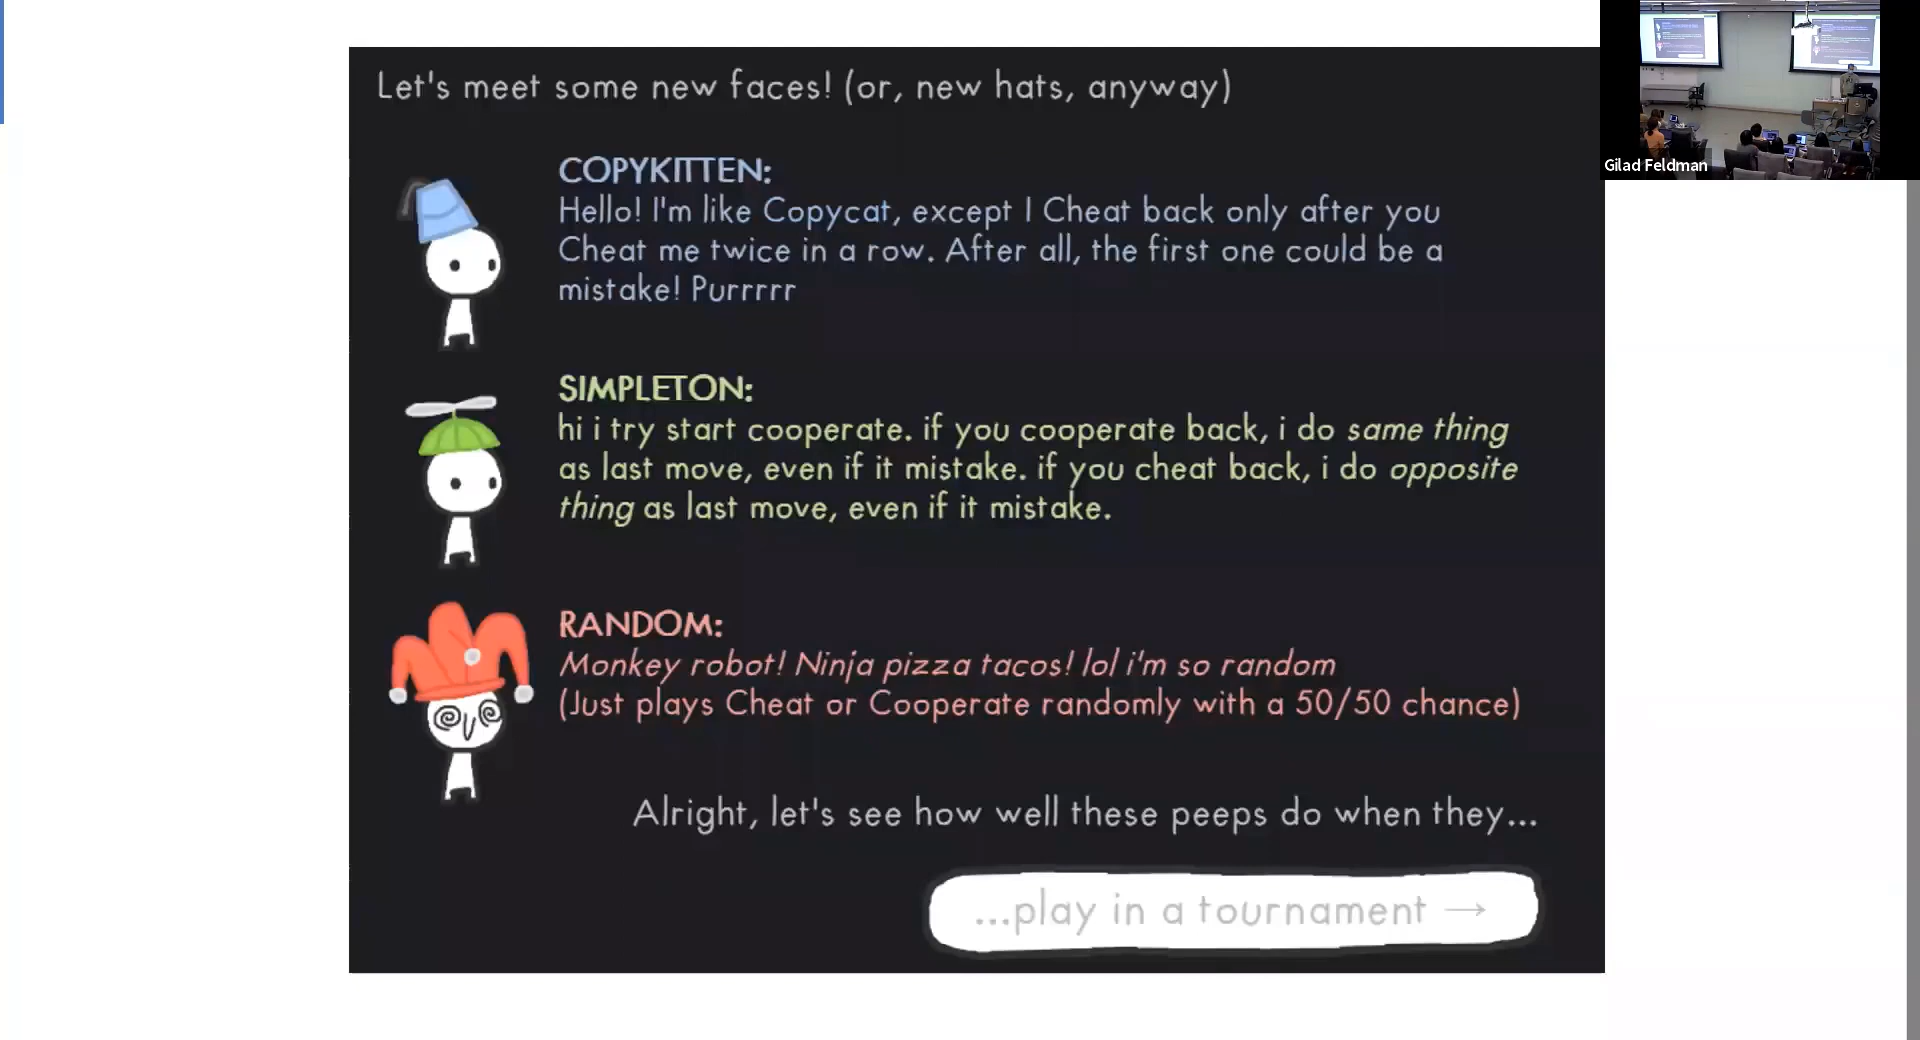 Let's meet some new faces! (or, new hats, anyway)
COPYKITTEN:
Hello! I'm like Copycat, except I Cheat back only after you
Cheat me twice in a row. After all, the first one could be a
mistake! Purrrrr
SIMPLETON:
hi i try start cooperate. if you cooperate back, i do same thing
as last move, even if it mistake. if you cheat back, i do opposite
thing as last move, even if it mistake.
RANDOM:
Monkey robot! Ninja pizza tacos! lol i'm so random
(Just plays Cheat or Cooperate randomly with a 50/50 chance)
Alright, let's see how well these peeps do when they...
...play in a tournament →
Gilad Feldman